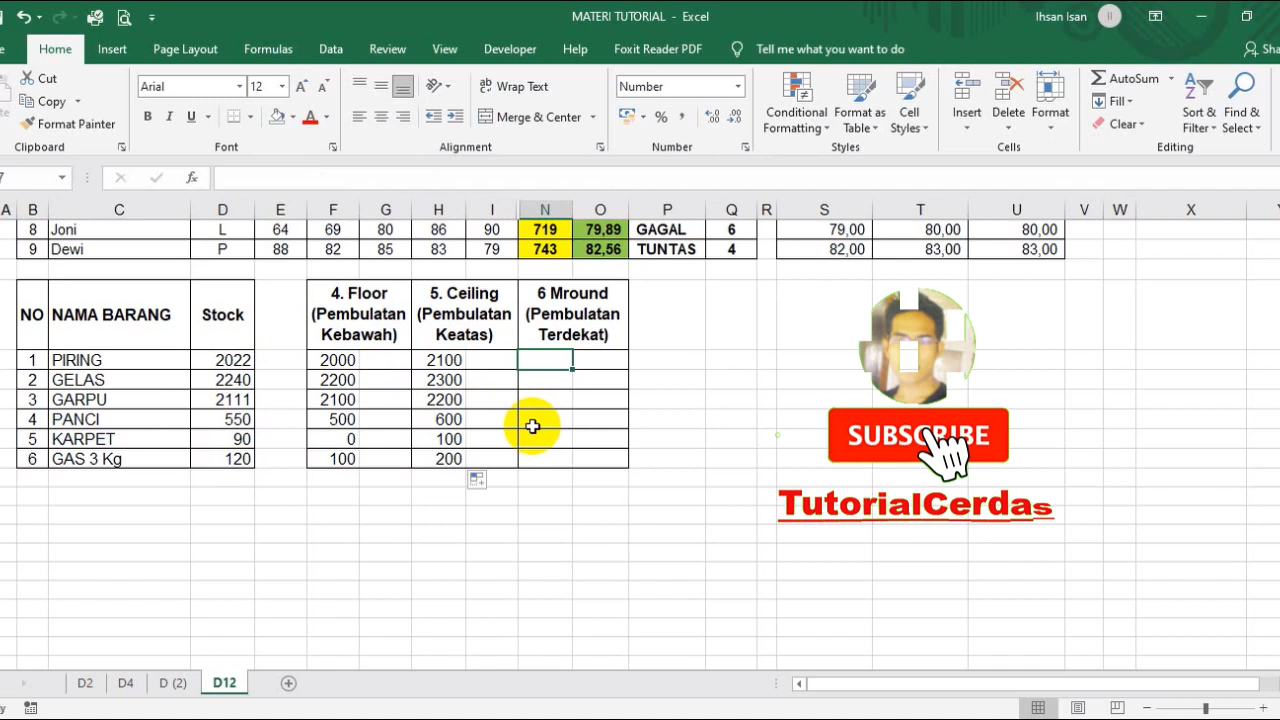 MATERI TUTORIAL - Excel
Ihsan Isan
II
Home Insert Page Layout Formulas Data Review View Developer Help Foxit Reader PDF Tell me what you want to do
Cut
Copy
Format Painter
Clipboard
Arial 12 A A
B I U A
Font
Wrap Text
Merge & Center
Alignment
Number
% ,
Number
Conditional Formatting
Format as Table
Cell Styles
Styles
Insert Delete Format
Cells
AutoSum
Fill
Clear
Sort & Filter
Find & Select
Editing
fx
A B C D E F G H I N O P Q R S T U V W X
8 Joni L 64 69 80 86 90 719 79,89 GAGAL 6 79,00 80,00 80,00
9 Dewi P 88 82 85 83 79 743 82,56 TUNTAS 4 82,00 83,00 83,00
NO NAMA BARANG Stock
4. Floor
(Pembulatan
Kebawah)
5. Ceiling
(Pembulatan
Keatas)
6 Mround
(Pembulatan
Terdekat)
1 PIRING 2022 2000 2100
2 GELAS 2240 2200 2300
3 GARPU 2111 2100 2200
4 PANCI 550 500 600
5 KARPET 90 0 100
6 GAS 3 Kg 120 100 200
SUBSCRIBE
TutorialCerdas
D2 D4 D (2) D12